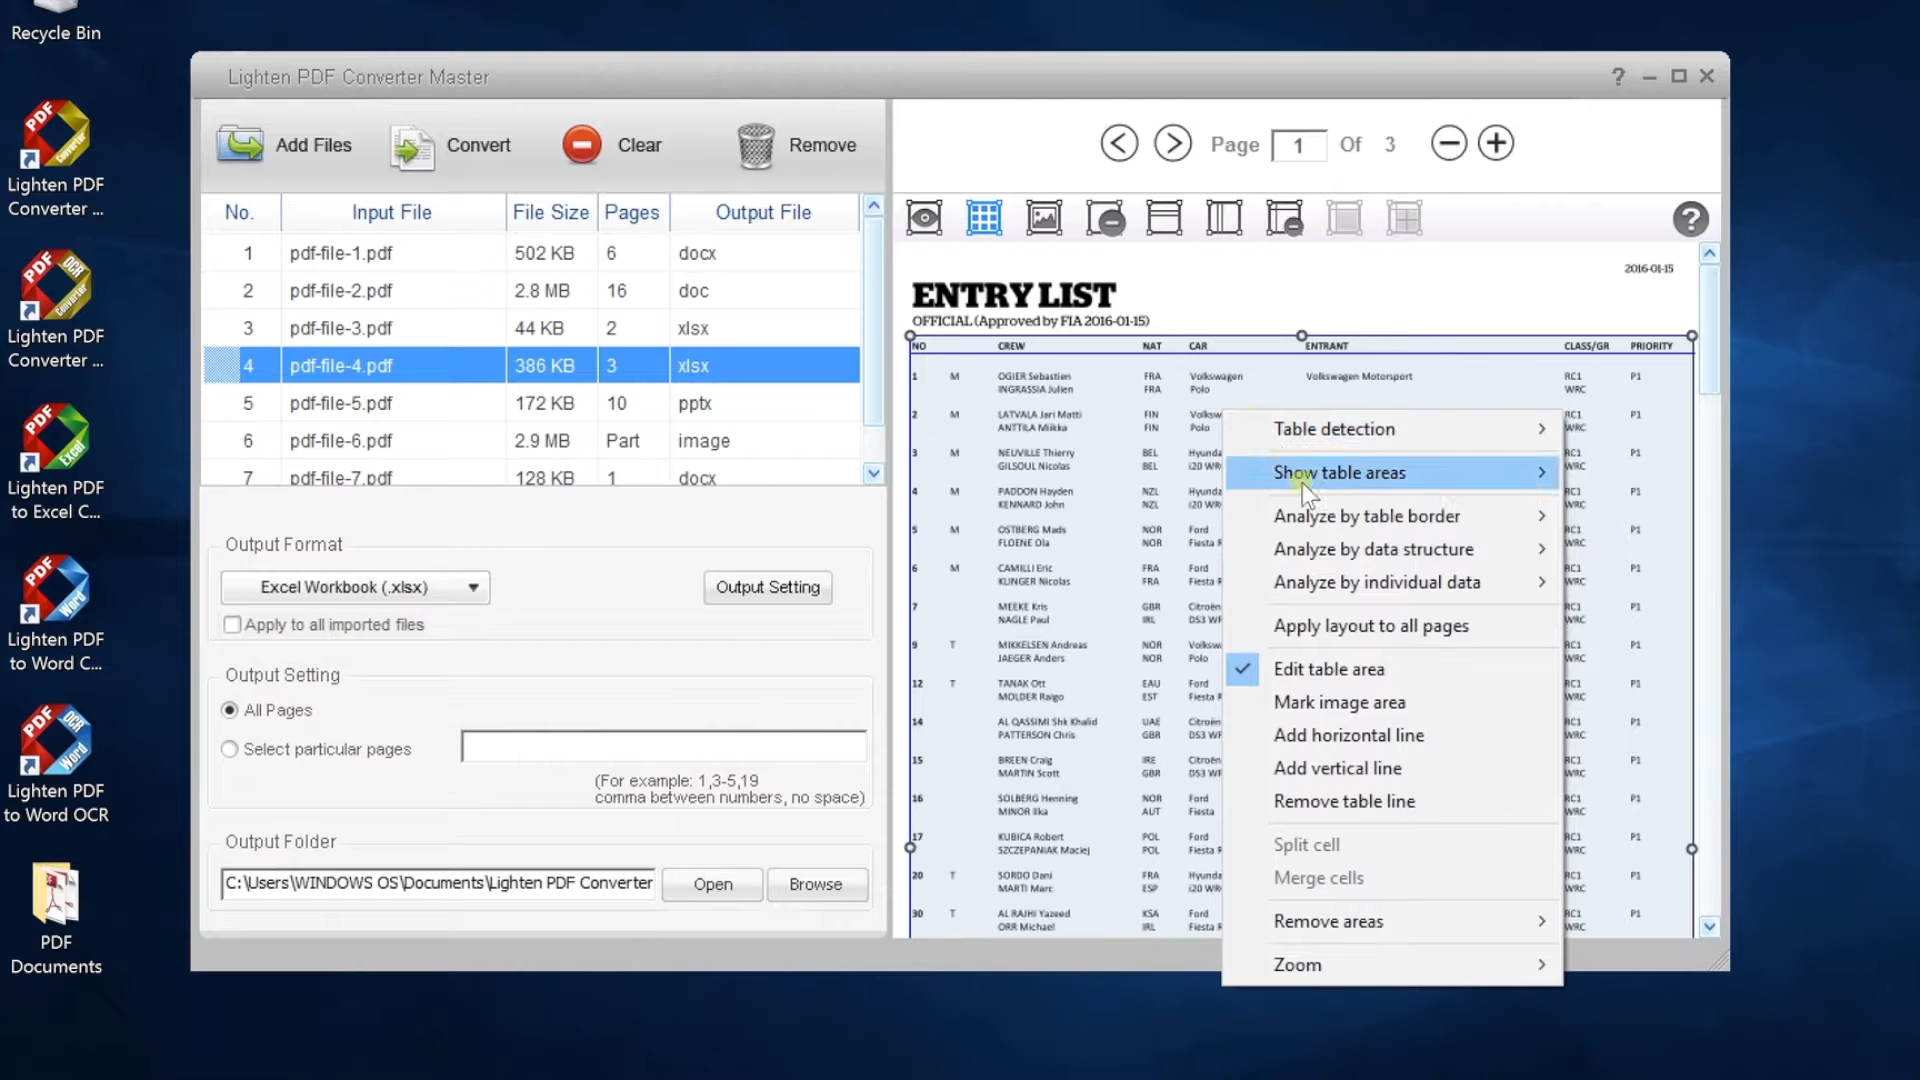 Recycle Bin
Lighten PDF
Converter ...
Lighten PDF
Converter ...
Lighten PDF
to Excel C...
Lighten PDF
to Word C...
Lighten PDF
to Word OCR
PDF
Documents
Lighten PDF Converter Master
Add Files Convert Clear Remove
No. Input File File Size Pages Output File
1 pdf-file-1.pdf 502 KB 6 docx
2 pdf-file-2.pdf 2.8 MB 16 doc
3 pdf-file-3.pdf 44 KB 2 xlsx
4 pdf-file-4.pdf 386 KB 3 xlsx
5 pdf-file-5.pdf 172 KB 10 pptx
6 pdf-file-6.pdf 2.9 MB Part image
7 pdf-file-7.pdf 128 KB 1 docx
Output Format
Excel Workbook (.xlsx) Output Setting
Apply to all imported files
Output Setting
All Pages
Select particular pages
(For example: 1,3-5,19
comma between numbers, no space)
Output Folder
C:\Users\WINDOWS OS\Documents\Lighten PDF Converter Open Browse
Page 1 Of 3
2016-01-15
ENTRY LIST
OFFICIAL (Approved by FIA 2016-01-15)
NO CREW NAT CAR ENTRANT CLASS/GR PRIORITY
1 M OGIER Sebastien FRA Volkswagen Volkswagen Motorsport RC1 P1
INGRASSIA Julien FRA Polo WRC
2 M LATVALA Jari Matti FIN Volksw RC1 P1
ANTTILA Miikka FIN Polo WRC
3 M NEUVILLE Thierry BEL Hyunda RC1 P1
GILSOUL Nicolas BEL i20 WR WRC
4 M PADDON Hayden NZL Hyunda RC1 P1
KENNARD John NZL i20 WR WRC
5 M OSTBERG Mads NOR Ford RC1 P1
FLOENE Ola NOR Fiesta R WRC
6 M CAMILLI Eric FRA Ford RC1 P1
KLINGER Nicolas FRA Fiesta R WRC
7 MEEKE Kris GBR Citroën RC1 P1
NAGLE Paul IRL DS3 WF WRC
9 T MIKKELSEN Andreas NOR Volksw RC1 P1
JAEGER Anders NOR Polo WRC
12 T TANAK Ott EAU Ford RC1 P1
MOLDER Raigo EST Fiesta R WRC
14 AL QASSIMI Shk Khalid UAE Citroën RC1 P1
PATTERSON Chris GBR DS3 WF WRC
15 BREEN Craig IRE Citroën RC1 P1
MARTIN Scott GBR DS3 WF WRC
16 SOLBERG Henning NOR Ford RC1 P1
MINOR Ilka AUT Fiesta WRC
17 KUBICA Robert POL Ford RC1 P1
SZCZEPANIAK Maciej POL Fiesta R WRC
20 T SORDO Dani FRA Hyunda RC1 P1
MARTI Marc ESP i20 WR WRC
30 T AL RAJHI Yazeed KSA Ford RC1 P1
ORR Michael IRL Fiesta R WRC
Table detection
Show table areas
Analyze by table border
Analyze by data structure
Analyze by individual data
Apply layout to all pages
Edit table area
Mark image area
Add horizontal line
Add vertical line
Remove table line
Split cell
Merge cells
Remove areas
Zoom